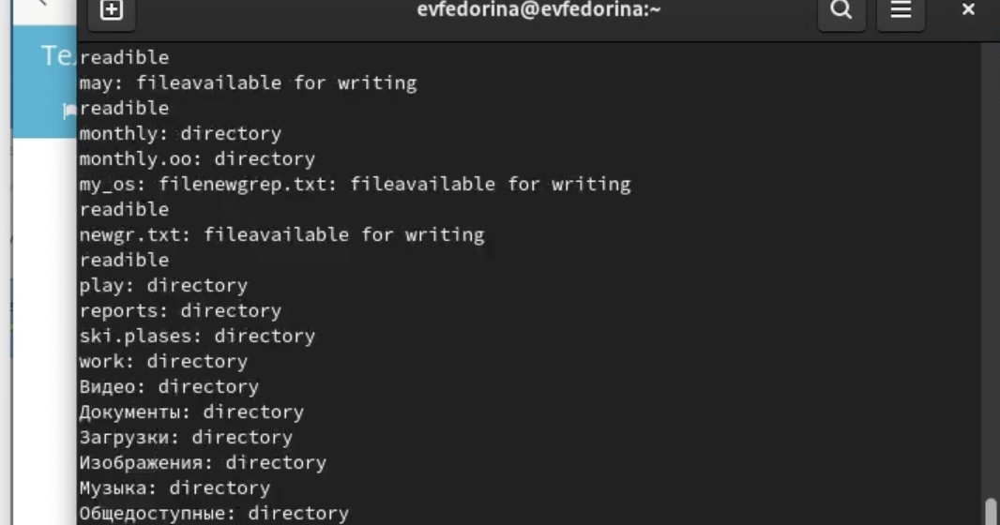 evfedorina@evfedorina:~
Те
readible
may: fileavailable for writing
readible
monthly: directory
monthly.oo: directory
my_os: filenewgrep.txt: fileavailable for writing
readible
newgr.txt: fileavailable for writing
readible
play: directory
reports: directory
ski.plases: directory
work: directory
Видео: directory
Документы: directory
Загрузки: directory
Изображения: directory
Музыка: directory
Общедоступные: directory